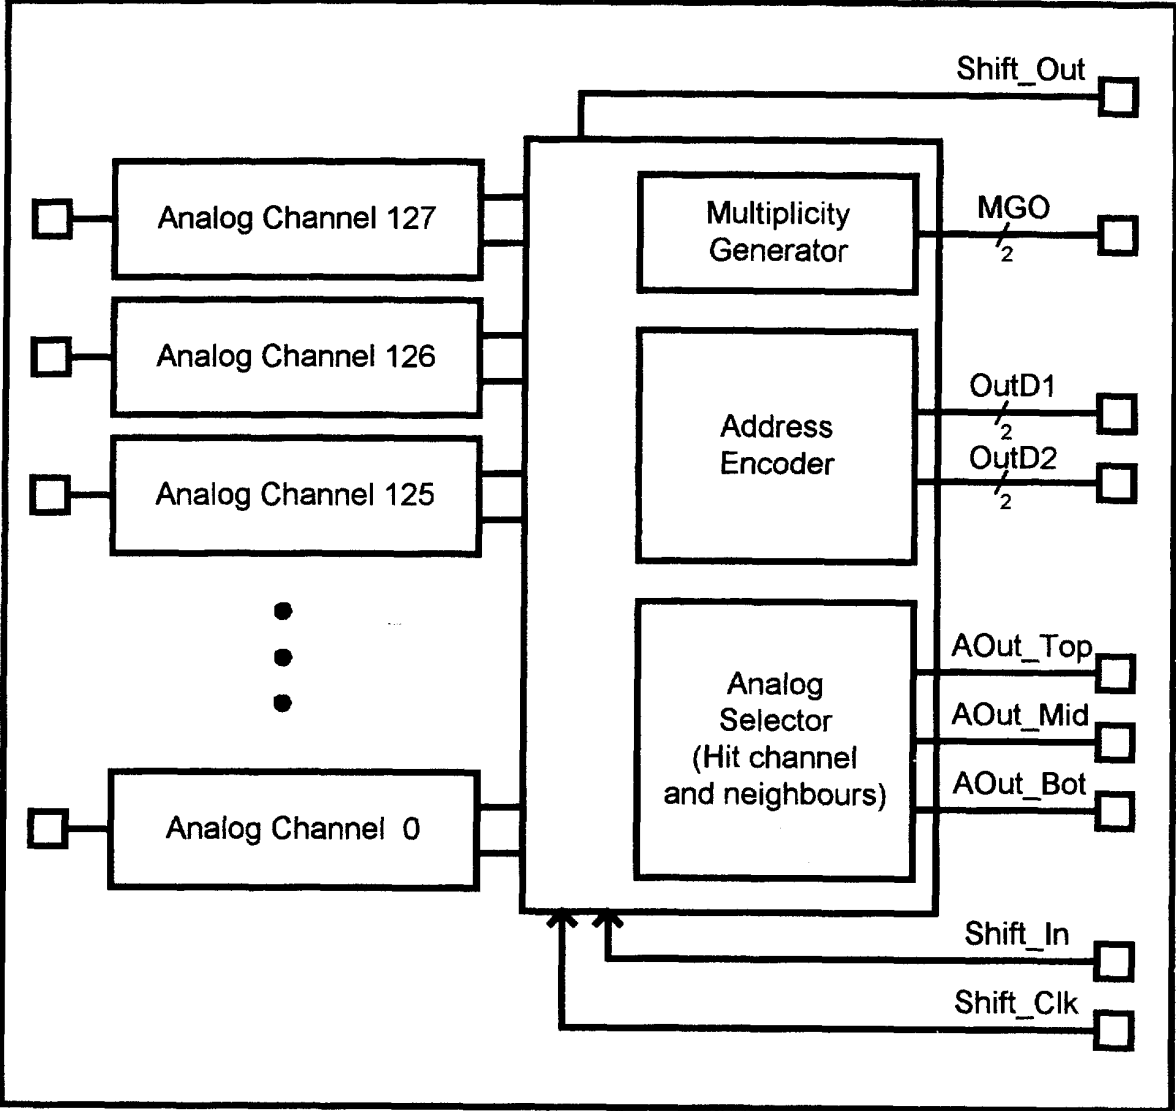 Shift_Out
Analog Channel 127
Multiplicity
Generator
MGO
2
Analog Channel 126
Address
Encoder
OutD1
2
OutD2
2
Analog Channel 125
Analog
Selector
(Hit channel
and neighbours)
AOut_Top
AOut_Mid
AOut_Bot
Analog Channel 0
Shift_In
Shift_Clk